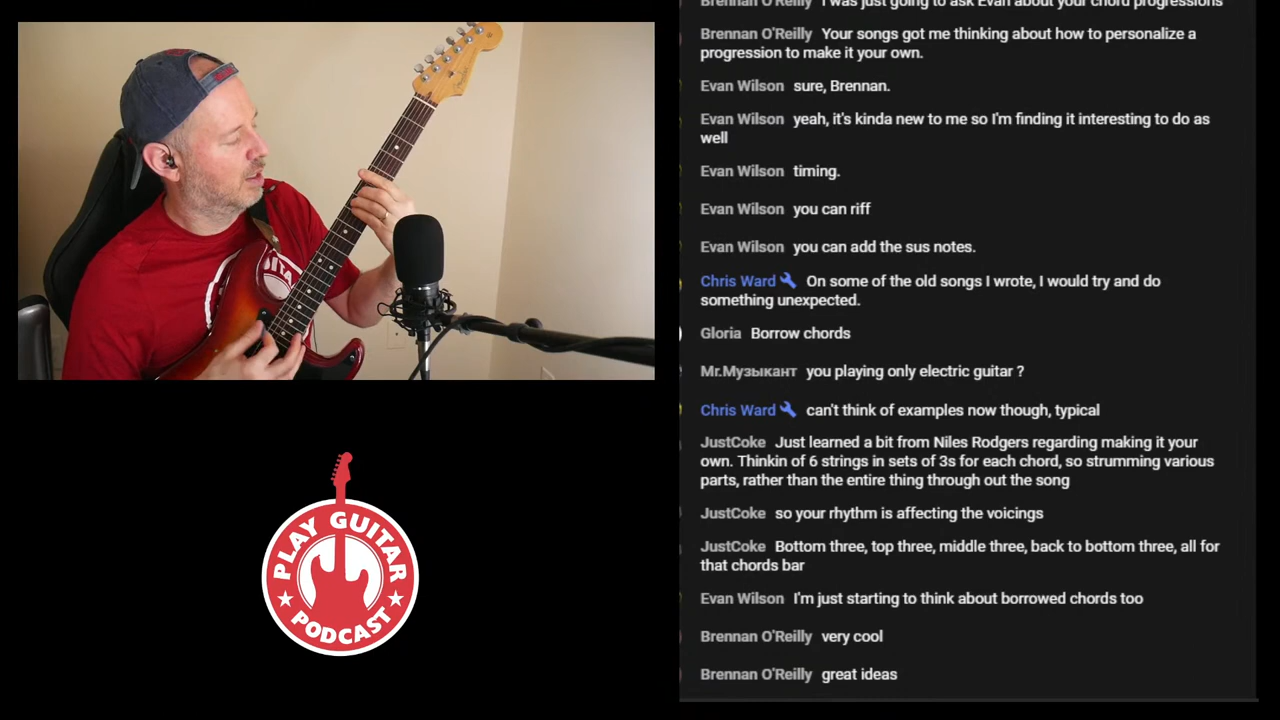 Brennan O'Reilly I was just going to ask Evan about your chord progressions
Brennan O'Reilly Your songs got me thinking about how to personalize a
progression to make it your own.
Evan Wilson sure, Brennan.
Evan Wilson yeah, it's kinda new to me so I'm finding it interesting to do as
well
Evan Wilson timing.
Evan Wilson you can riff
Evan Wilson you can add the sus notes.
Chris Ward On some of the old songs I wrote, I would try and do
something unexpected.
Gloria Borrow chords
Mr.Музыкант you playing only electric guitar ?
Chris Ward can't think of examples now though, typical
JustCoke Just learned a bit from Niles Rodgers regarding making it your
own. Thinkin of 6 strings in sets of 3s for each chord, so strumming various
parts, rather than the entire thing through out the song
JustCoke so your rhythm is affecting the voicings
JustCoke Bottom three, top three, middle three, back to bottom three, all for
that chords bar
Evan Wilson I'm just starting to think about borrowed chords too
Brennan O'Reilly very cool
Brennan O'Reilly great ideas
PLAY GUITAR
PODCAST